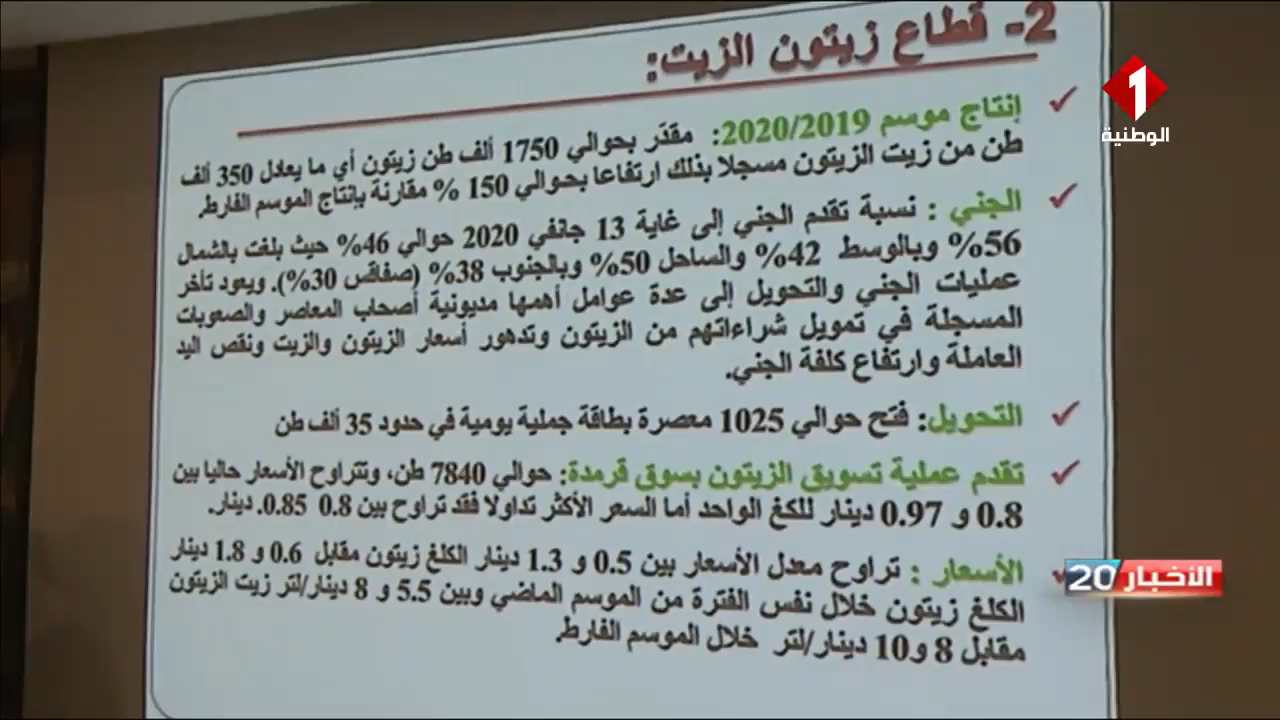 2- قطاع زيتون الزيت:
إنتاج موسم 2020/2019: مقدّر بحوالي 1750 ألف طن زيتون أي ما يعادل 350 ألف
طن من زيت الزيتون مسجلا بذلك ارتفاعا بحوالي 150 % مقارنة بإنتاج الموسم الفارط.
الجني : نسبة تقدم الجني إلى غاية 13 جانفي 2020 حوالي 46% حيث بلغت بالشمال
56% وبالوسط 42% والساحل 50% وبالجنوب 38% (صفاقس 30%). ويعود تأخر
عمليات الجني والتحويل إلى عدة عوامل أهمها مديونية أصحاب المعاصر والصعوبات
المسجلة في تمويل شراءاتهم من الزيتون وتدهور أسعار الزيتون والزيت ونقص اليد
العاملة وارتفاع كلفة الجني.
التحويل: فتح حوالي 1025 معصرة بطاقة جملية يومية في حدود 35 ألف طن
تقدم عملية تسويق الزيتون بسوق قرمدة: حوالي 7840 طن، وتتراوح الأسعار حاليا بين
0.8 و 0.97 دينار للكغ الواحد أما السعر الأكثر تداولا فقد تراوح بين 0.8 0.85. دينار.
الأسعار : تراوح معدل الأسعار بين 0.5 و 1.3 دينار الكلغ زيتون مقابل 0.6 و 1.8 دينار
الكلغ زيتون خلال نفس الفترة من الموسم الماضي وبين 5.5 و 8 دينار/لتر زيت الزيتون
مقابل 8 و10 دينار/لتر خلال الموسم الفارط.
1
الوطنية
الأخبار 20